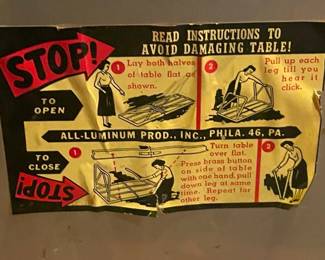 STOP!
READ INSTRUCTIONS TO
AVOID DAMAGING TABLE!
TO
OPEN
1 Lay both halves
of table flat as
shown.
2 Pull up each
leg till you
hear it
click.
ALL-LUMINUM PROD., INC., PHILA. 46, PA.
TO
CLOSE
STOP!
1 Turn table
over flat.
Press brass button
on side of table
with one hand, pull
down leg at same
time. Repeat for
other leg.
2